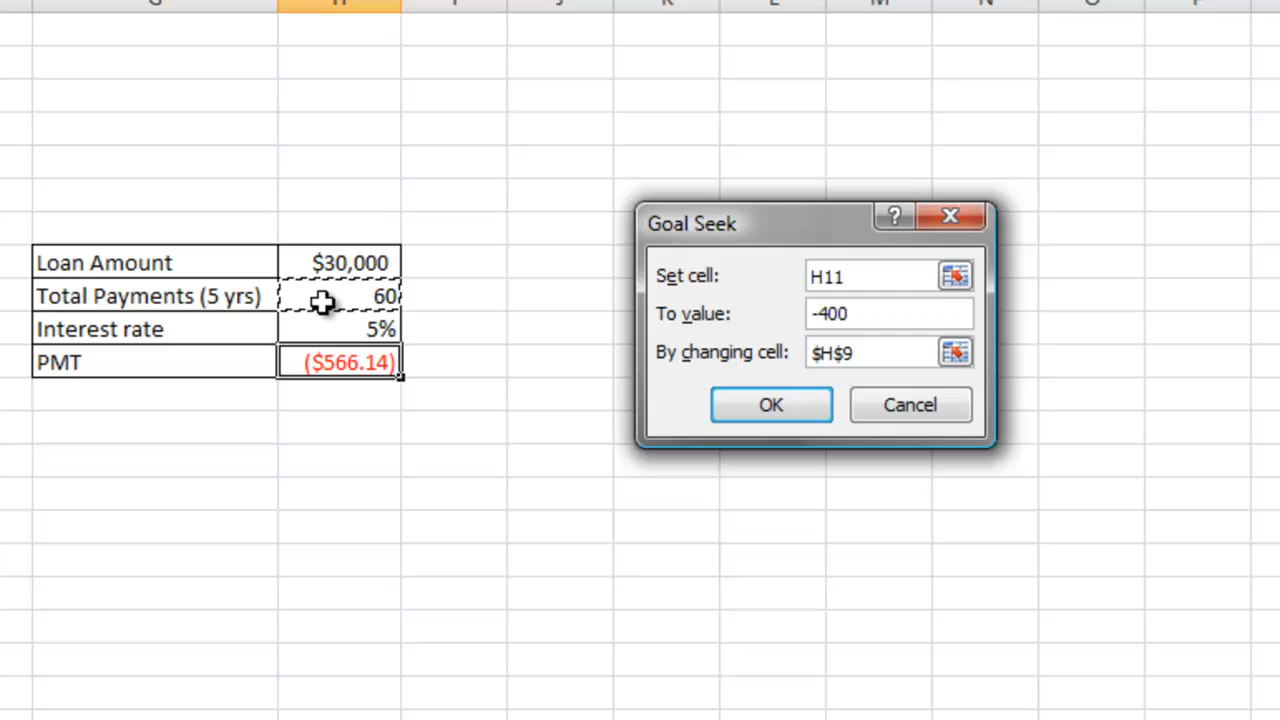 Loan Amount $30,000
Total Payments (5 yrs) 60
Interest rate 5%
PMT ($566.14)
Goal Seek ?
Set cell: H11
To value: -400
By changing cell: $H$9
OK Cancel